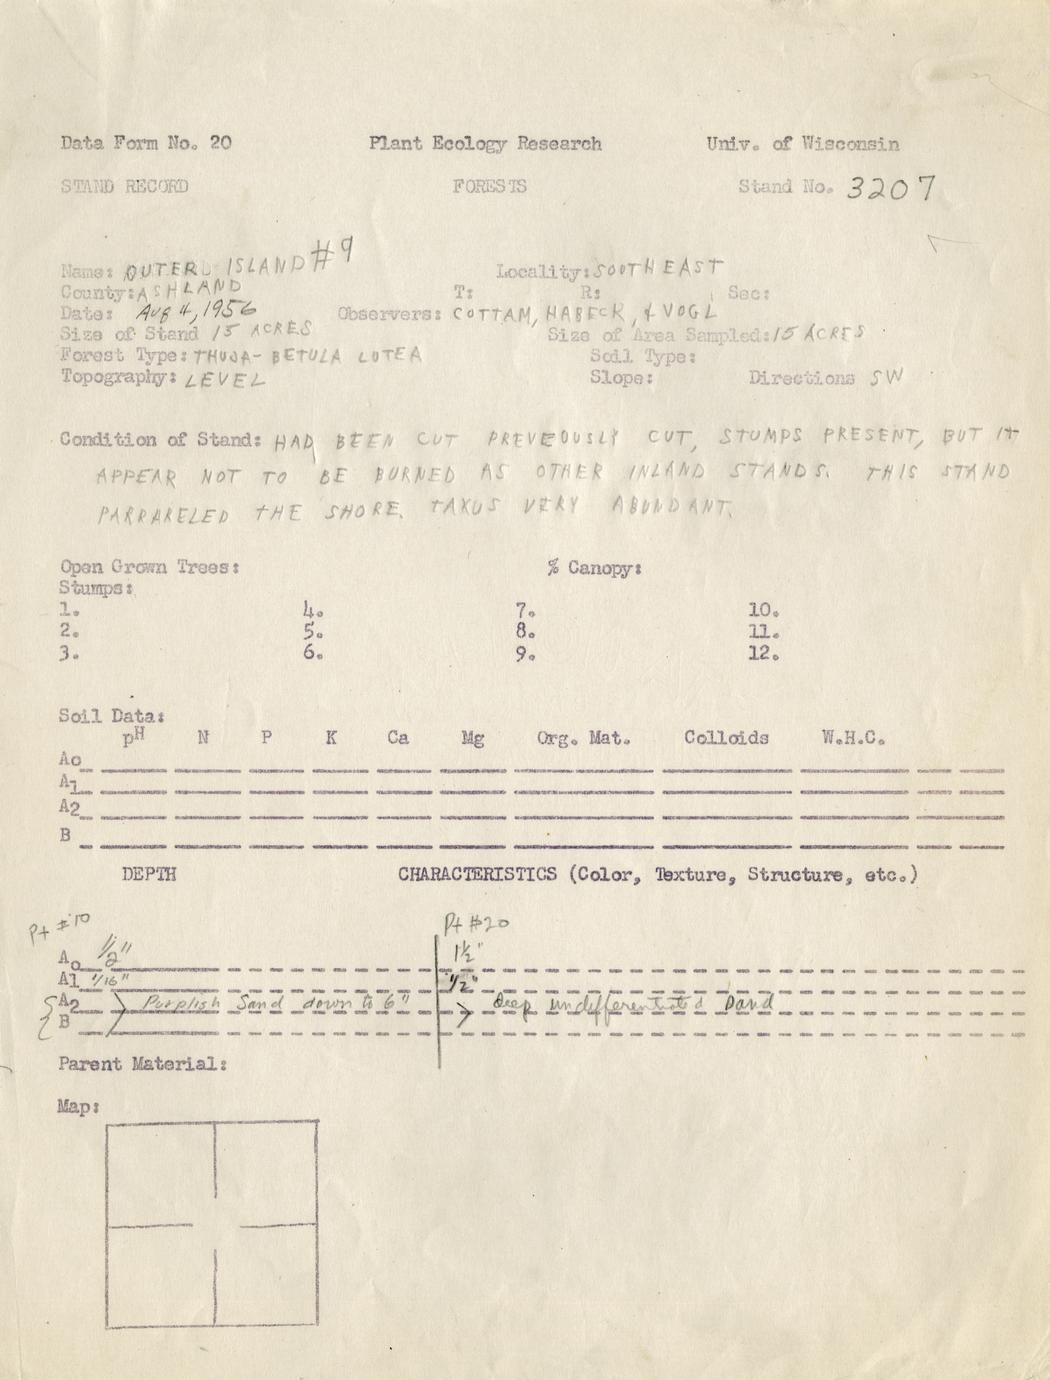 Data Form No. 20 Plant Ecology Research Univ. of Wisconsin
STAND RECORD FORESTS Stand No. 3207
Name: OUTER ISLAND #9 Locality: SOUTHEAST
County: ASHLAND T: R: Sec:
Date: AUG 4, 1956 Observers: COTTAM, HABECK, & VOGL
Size of Stand 15 ACRES Size of Area Sampled: 15 ACRES
Forest Type: THUJA - BETULA LUTEA Soil Type:
Topography: LEVEL Slope: Directions SW
Condition of Stand: HAD BEEN CUT PREVEOUSLY CUT, STUMPS PRESENT, BUT IT
APPEAR NOT TO BE BURNED AS OTHER INLAND STANDS. THIS STAND
PARRARELED THE SHORE. TAXUS VERY ABUNDANT.
Open Grown Trees: % Canopy:
Stumps:
1. 4. 7. 10.
2. 5. 8. 11.
3. 6. 9. 12.
Soil Data:
pH N P K Ca Mg Org. Mat. Colloids W.H.C.
Ao
A1
A2
B
DEPTH CHARACTERISTICS (Color, Texture, Structure, etc.)
Pt #10 Pt #20
Ao 1/2" 1 1/2"
A1 1/16" 1/2"
A2 Purplish Sand down to 6" deep undifferentiated Sand
B
Parent Material:
Map: